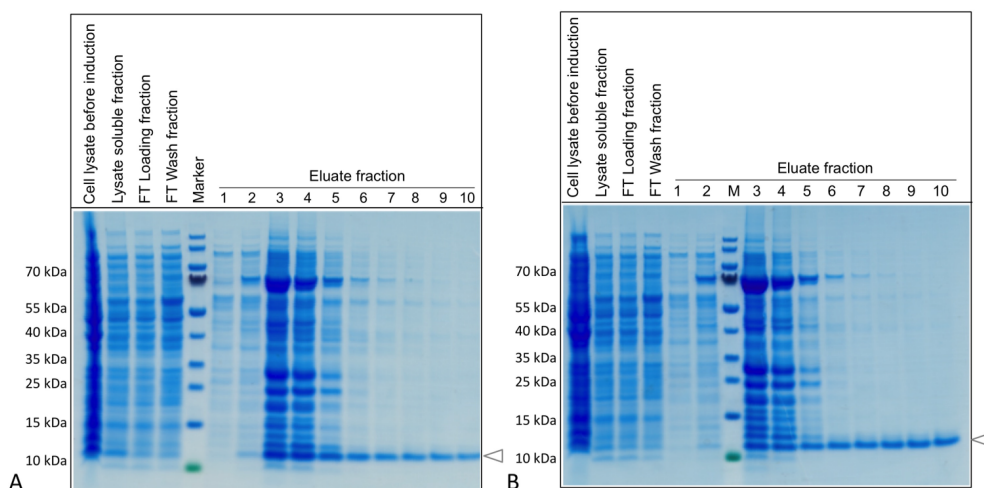 Cell lysate before induction
Lysate soluble fraction
FT Loading fraction
FT Wash fraction
Marker
Eluate fraction
1 2 3 4 5 6 7 8 9 10
70 kDa
55 kDa
40 kDa
35 kDa
25 kDa
15 kDa
10 kDa
A
Cell lysate before induction
Lysate soluble fraction
FT Loading fraction
FT Wash fraction
Eluate fraction
1 2 M 3 4 5 6 7 8 9 10
70 kDa
55 kDa
40 kDa
35 kDa
25 kDa
15 kDa
10 kDa
B